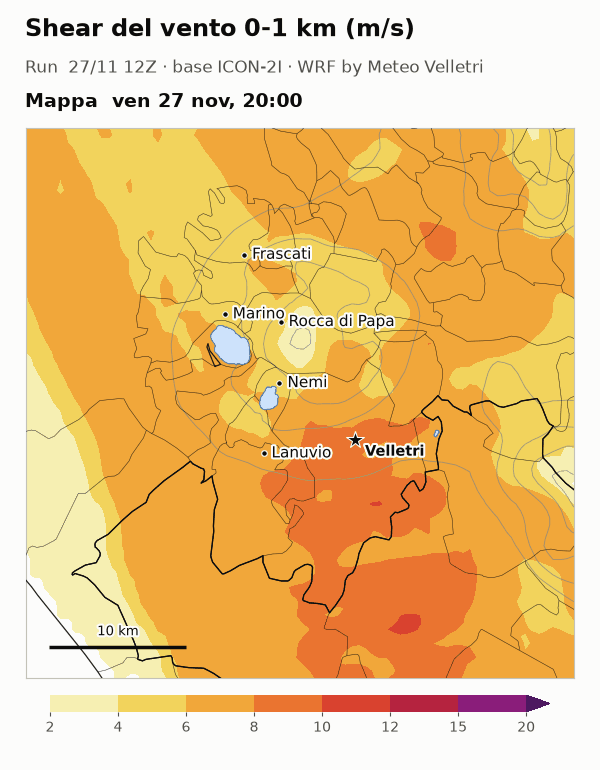 Shear del vento 0-1 km (m/s)
Run  27/11 12Z · base ICON-2I · WRF by Meteo Velletri
Mappa  ven 27 nov, 20:00
Frascati
Marino
Rocca di Papa
Nemi
Lanuvio
Velletri
10 km
2 4 6 8 10 12 15 20